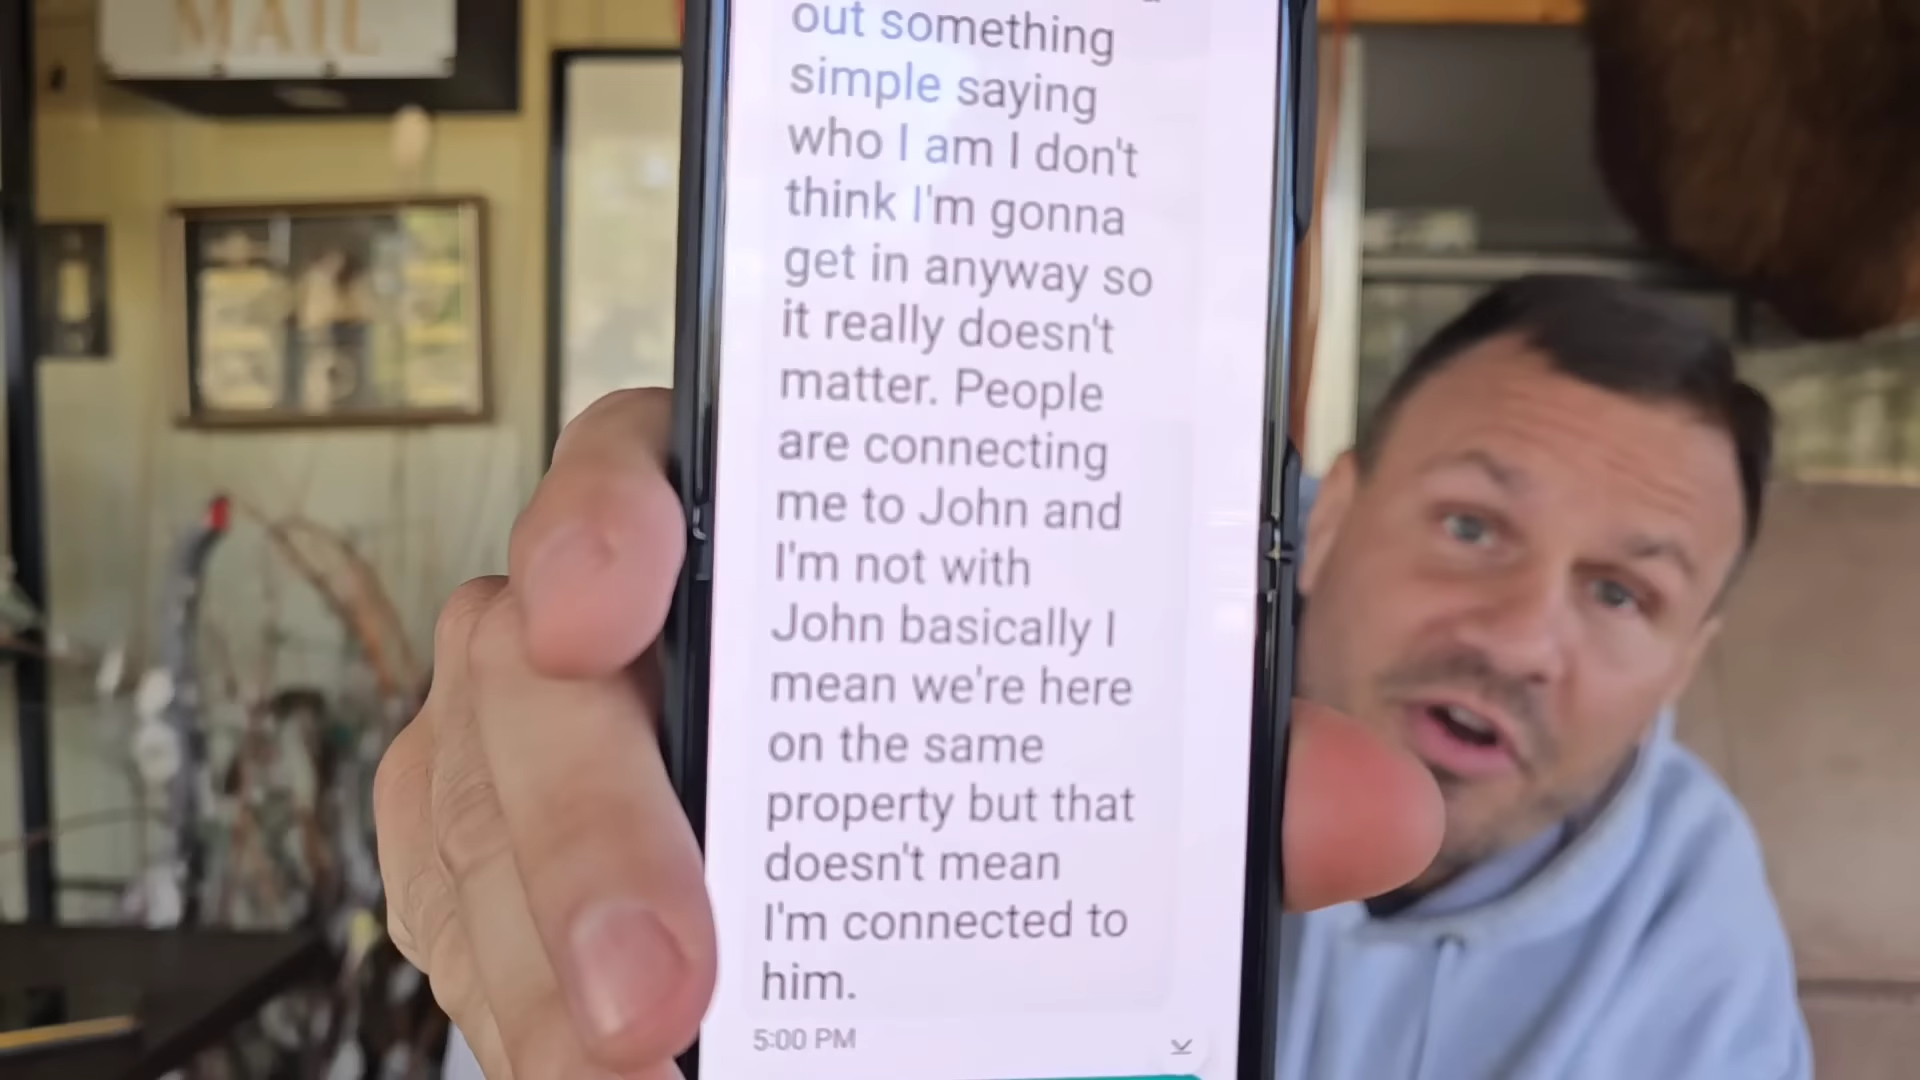 MAIL
out something
simple saying
who I am I don't
think I'm gonna
get in anyway so
it really doesn't
matter. People
are connecting
me to John and
I'm not with
John basically I
mean we're here
on the same
property but that
doesn't mean
I'm connected to
him.
5:00 PM